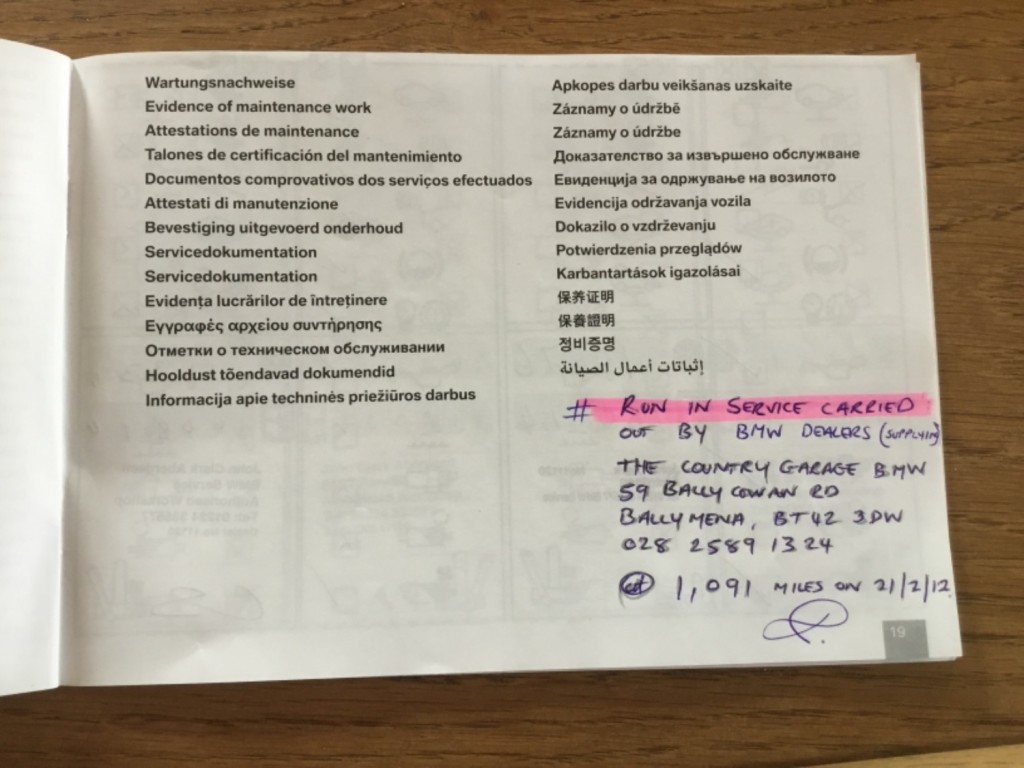 Wartungsnachweise
Evidence of maintenance work
Attestations de maintenance
Talones de certificación del mantenimiento
Documentos comprovativos dos serviços efectuados
Attestati di manutenzione
Bevestiging uitgevoerd onderhoud
Servicedokumentation
Servicedokumentation
Evidența lucrărilor de întreținere
Εγγραφές αρχείου συντήρησης
Отметки о техническом обслуживании
Hooldust tõendavad dokumendid
Informacija apie techninės priežiūros darbus
Apkopes darbu veikšanas uzskaite
Záznamy o údržbě
Záznamy o údržbe
Доказателство за извършено обслужване
Евиденција за одржување на возилото
Evidencija održavanja vozila
Dokazilo o vzdrževanju
Potwierdzenia przeglądów
Karbantartások igazolásai
保养证明
保養證明
정비증명
إثباتات أعمال الصيانة
# RUN IN SERVICE CARRIED
OUT BY BMW DEALERS (SUPPLYIN)
THE COUNTRY GARAGE BMW
59 BALLYCOWAN RD
BALLYMENA, BT42 3DW
028 2589 1324
@ 1,091 MILES ON 21/2/12
19